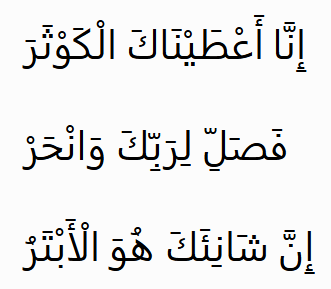 إِنَّا أَعْطَيْنَاكَ الْكَوْثَرَ
فَصَلِّ لِرَبِّكَ وَانْحَرْ
إِنَّ شَانِئَكَ هُوَ الْأَبْتَرُ